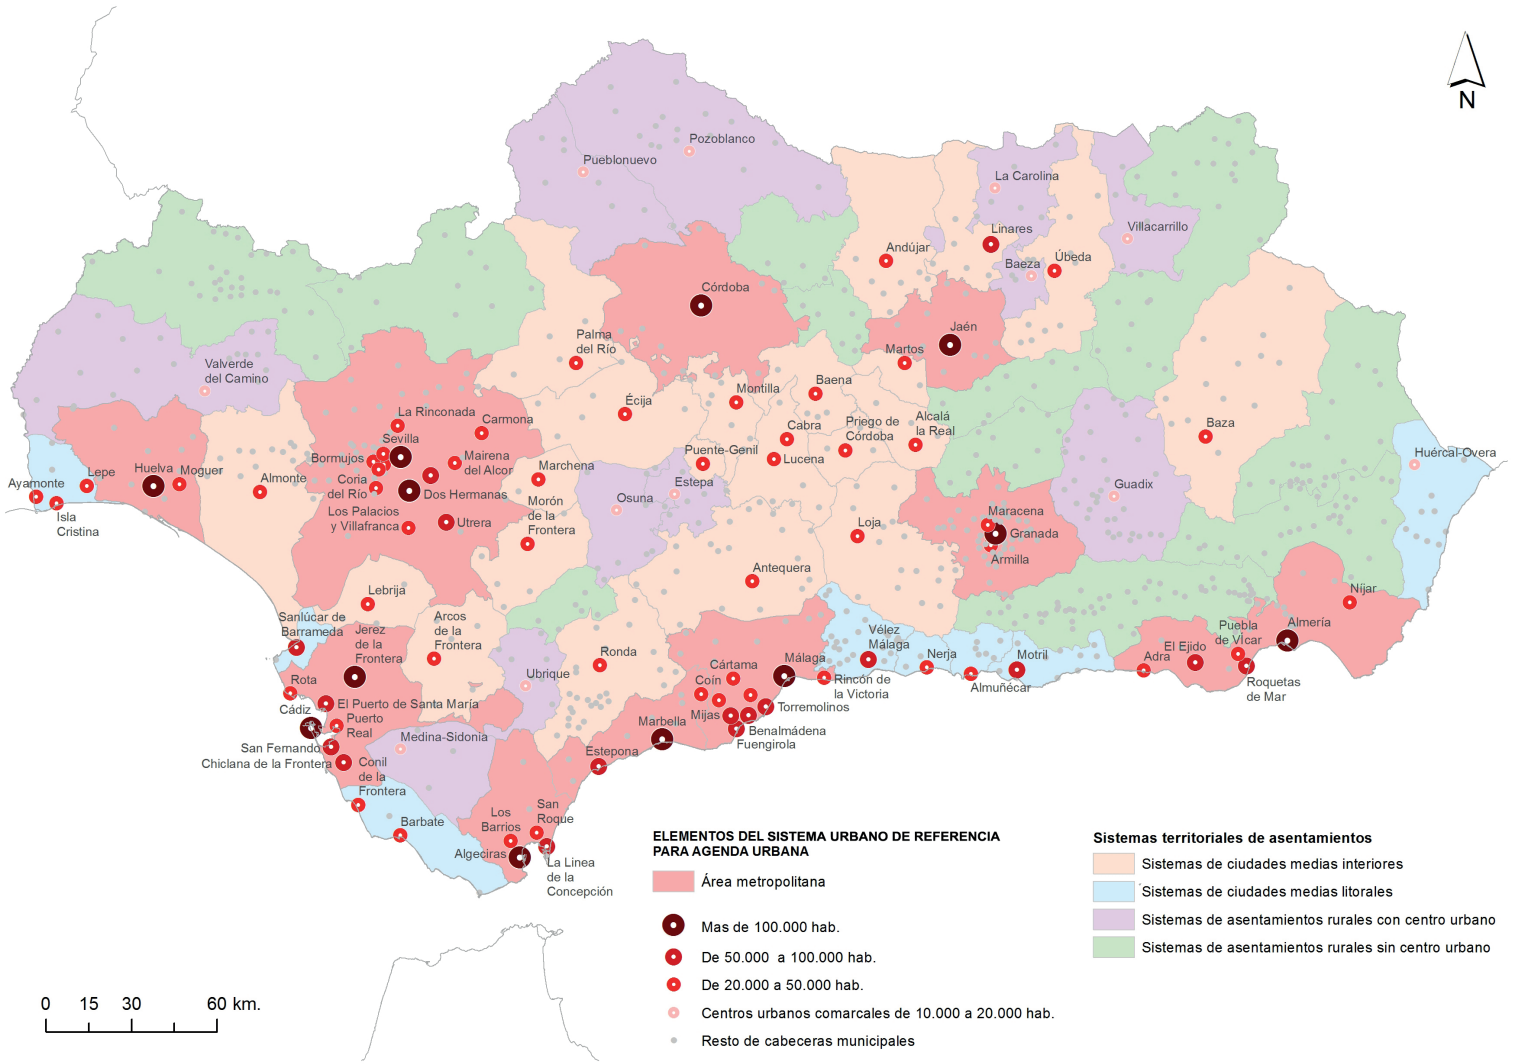 N
Pozoblanco
Pueblonuevo
La Carolina
Villacarrillo
Linares
Andújar
Úbeda
Baeza
Córdoba
Jaén
Palma
del Río
Martos
Valverde
del Camino
Baena
Montilla
Écija
La Rinconada
Carmona
Cabra
Priego de
Córdoba
Alcalá
la Real
Baza
Sevilla
Bormujos
Mairena
del Alcor
Puente-Genil
Lucena
Marchena
Huércal-Overa
Lepe
Huelva
Moguer
Almonte
Coria
del Río
Dos Hermanas
Estepa
Osuna
Guadix
Ayamonte
Isla
Cristina
Los Palacios
y Villafranca
Utrera
Morón
de la
Frontera
Loja
Maracena
Granada
Armilla
Antequera
Lebrija
Níjar
Sanlúcar de
Barrameda
Arcos
de la
Frontera
Jerez
de la
Frontera
Vélez
Málaga
Puebla
de Vícar
Almería
Ronda
Cártama
Málaga
Nerja
Motril
Adra
El Ejido
Ubrique
Coín
Rincón de
la Victoria
Almuñécar
Roquetas
de Mar
Rota
Cádiz
El Puerto de Santa María
Puerto
Real
Mijas
Torremolinos
Marbella
Benalmádena
Fuengirola
San Fernando
Medina-Sidonia
Estepona
Chiclana de la Frontera
Conil
de la
Frontera
Barbate
Los
Barrios
San
Roque
Algeciras
La Linea
de la
Concepción
ELEMENTOS DEL SISTEMA URBANO DE REFERENCIA
PARA AGENDA URBANA
Área metropolitana
Mas de 100.000 hab.
De 50.000 a 100.000 hab.
De 20.000 a 50.000 hab.
Centros urbanos comarcales de 10.000 a 20.000 hab.
Resto de cabeceras municipales
Sistemas territoriales de asentamiento
Sistemas de ciudades medias interiores
Sistemas de ciudades medias litorales
Sistemas de asentamientos rurales con centro urbano
Sistemas de asentamientos rurales sin centro urbano
0 15 30 60 km.